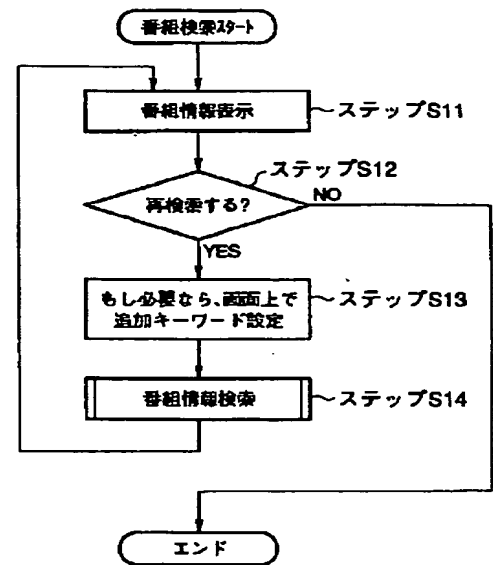 番組検索スタート
番組情報表示
ステップS11
ステップS12
再検索する?
NO
YES
もし必要なら、画面上で
追加キーワード設定
ステップS13
番組情報検索
ステップS14
エンド